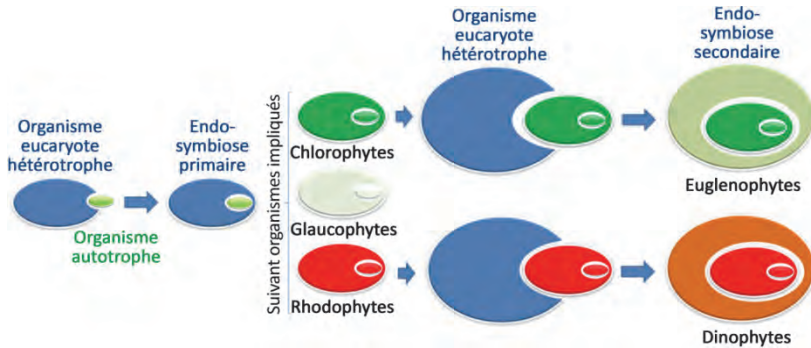 Organisme
eucaryote
hétérotrophe
Organisme
autotrophe
Endo-
symbiose
primaire
Suivant organismes impliqués
Chlorophytes
Glaucophytes
Rhodophytes
Organisme
eucaryote
hétérotrophe
Endo-
symbiose
secondaire
Euglenophytes
Dinophytes